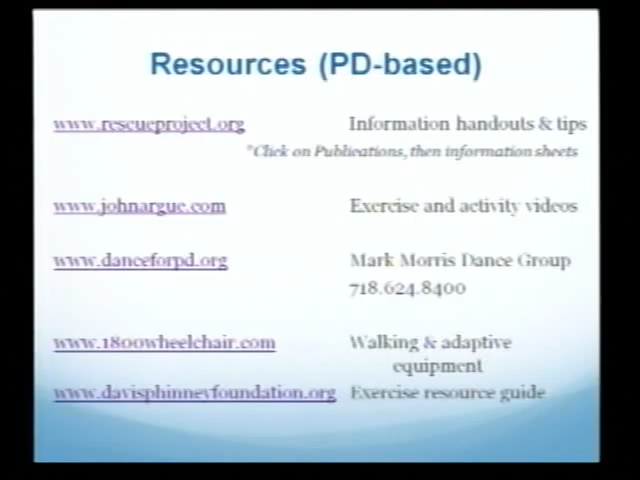 Resources (PD-based)
www.rescueproject.org Information handouts & tips
*Click on Publications, then information sheets
www.johnargue.com Exercise and activity videos
www.danceforpd.org Mark Morris Dance Group
718.624.8400
www.1800wheelchair.com Walking & adaptive
equipment
www.davisphinneyfoundation.org Exercise resource guide